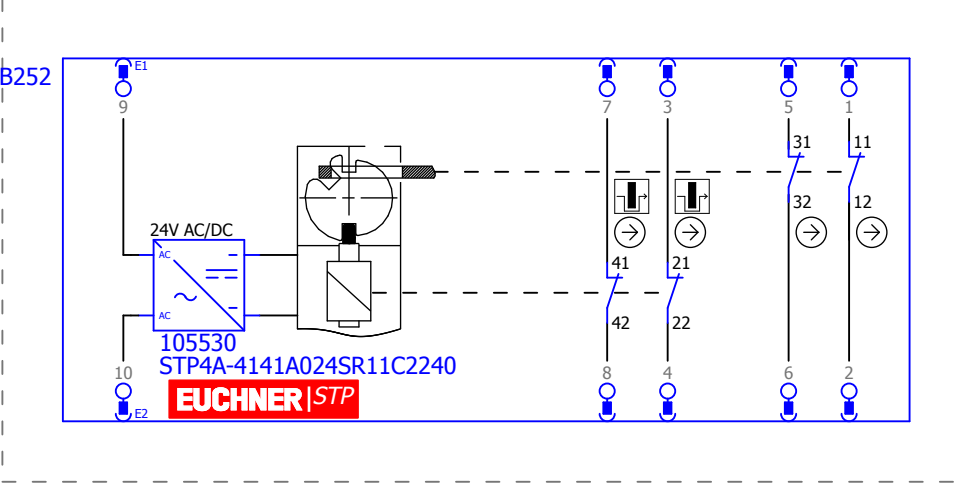 E1
B252
9 7 3 5 1
31 11
32 12
24V AC/DC
AC
41 21
AC
42 22
105530
STP4A-4141A024SR11C2240
10 8 4 6 2
EUCHNER STP
E2